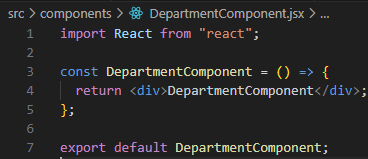 src > components > DepartmentComponent.jsx > ...
1 import React from "react";
2
3 const DepartmentComponent = () => {
4   return <div>DepartmentComponent</div>;
5 };
6
7 export default DepartmentComponent;